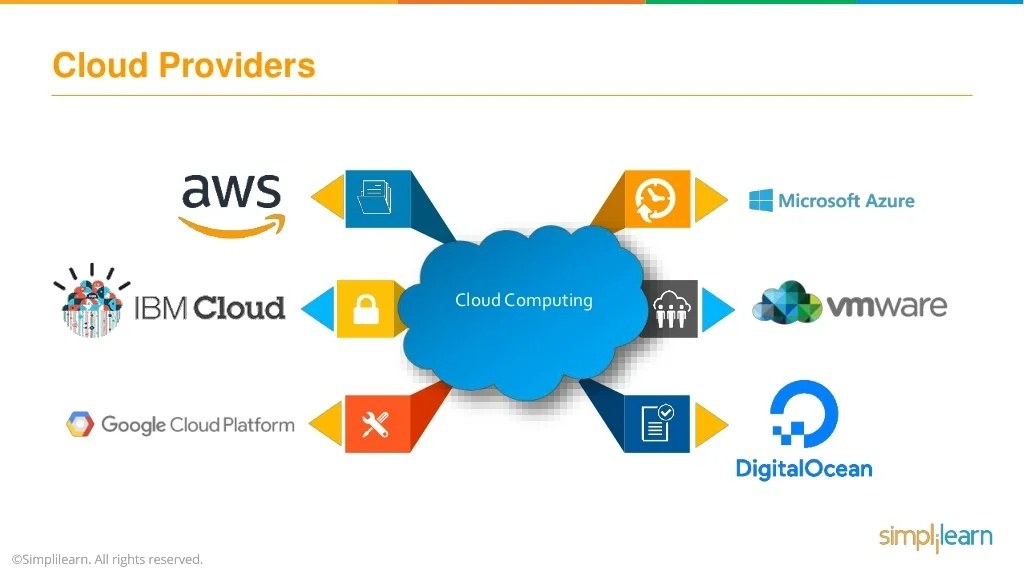 Cloud Providers
aws
Microsoft Azure
Cloud Computing
IBM Cloud
vmware
Google Cloud Platform
DigitalOcean
simplilearn
©Simplilearn. All rights reserved.